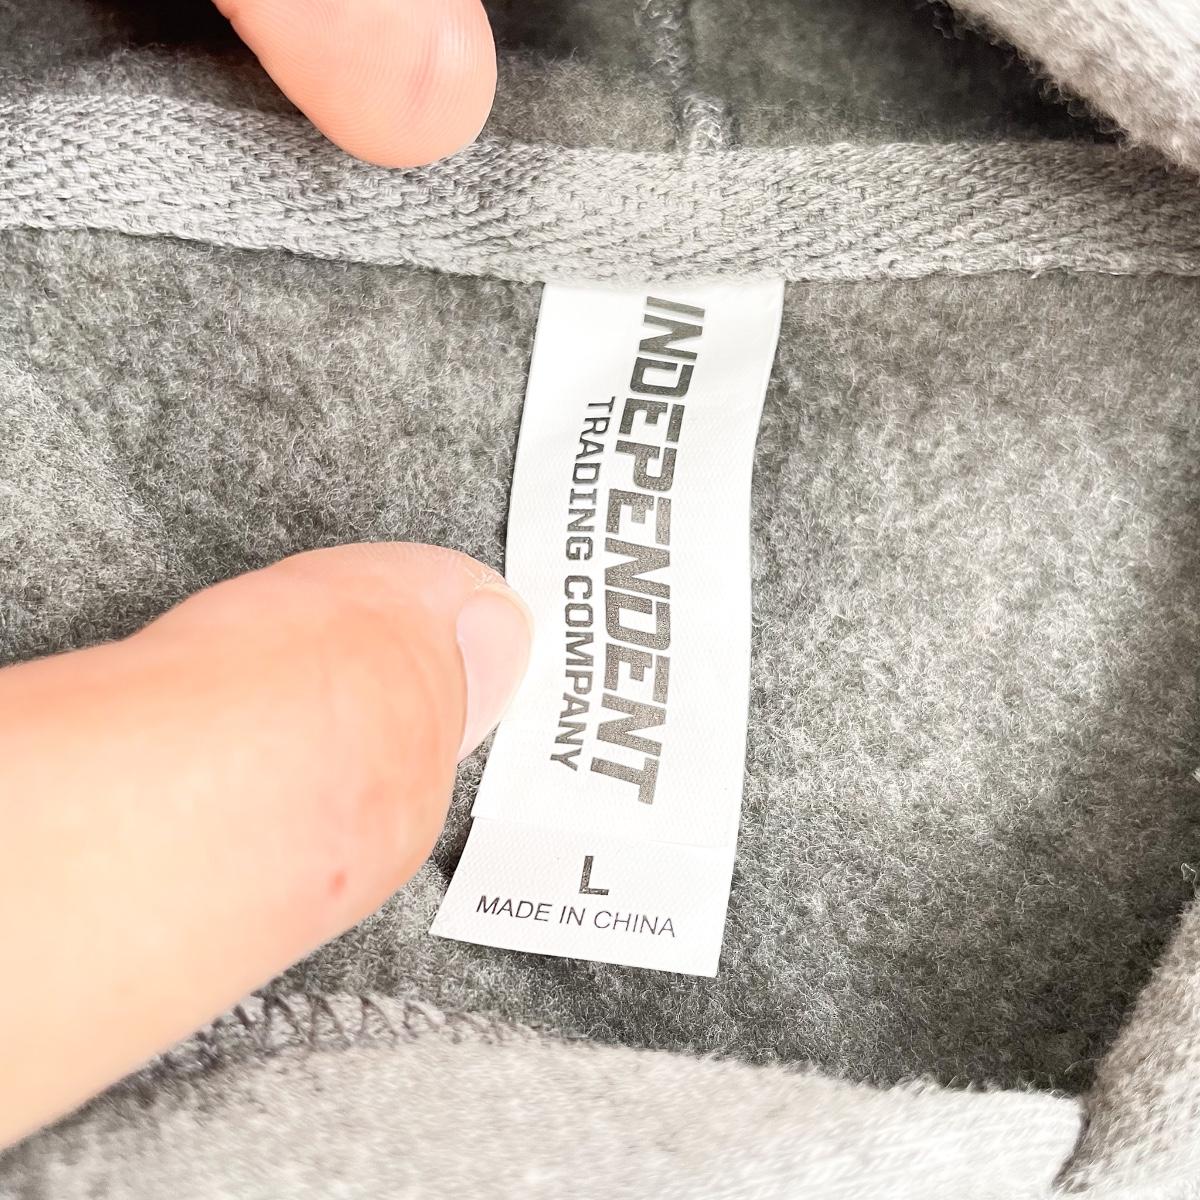 INDEPENDENT
TRADING COMPANY
L
MADE IN CHINA